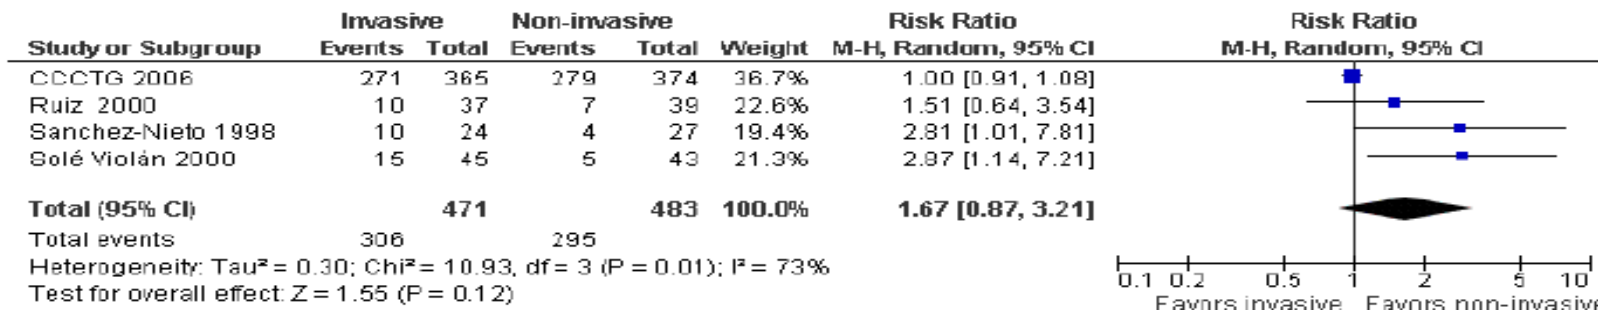 Invasive Non-invasive Risk Ratio Risk Ratio
Study or Subgroup Events Total Events Total Weight M-H, Random, 95% CI M-H, Random, 95% CI
CCCTG 2006 271 365 279 374 36.7% 1.00 [0.91, 1.08]
Ruiz 2000 10 37 7 39 22.6% 1.51 [0.64, 3.54]
Sanchez-Nieto 1998 10 24 4 27 19.4% 2.81 [1.01, 7.81]
Solé Violán 2000 15 45 5 43 21.3% 2.87 [1.14, 7.21]
Total (95% CI) 471 483 100.0% 1.67 [0.87, 3.21]
Total events 306 295
Heterogeneity: Tau² = 0.30; Chi² = 10.93, df = 3 (P = 0.01); I² = 73%
Test for overall effect: Z = 1.55 (P = 0.12)
0.1 0.2 0.5 1 2 5 10
Favors invasive Favors non-invasive